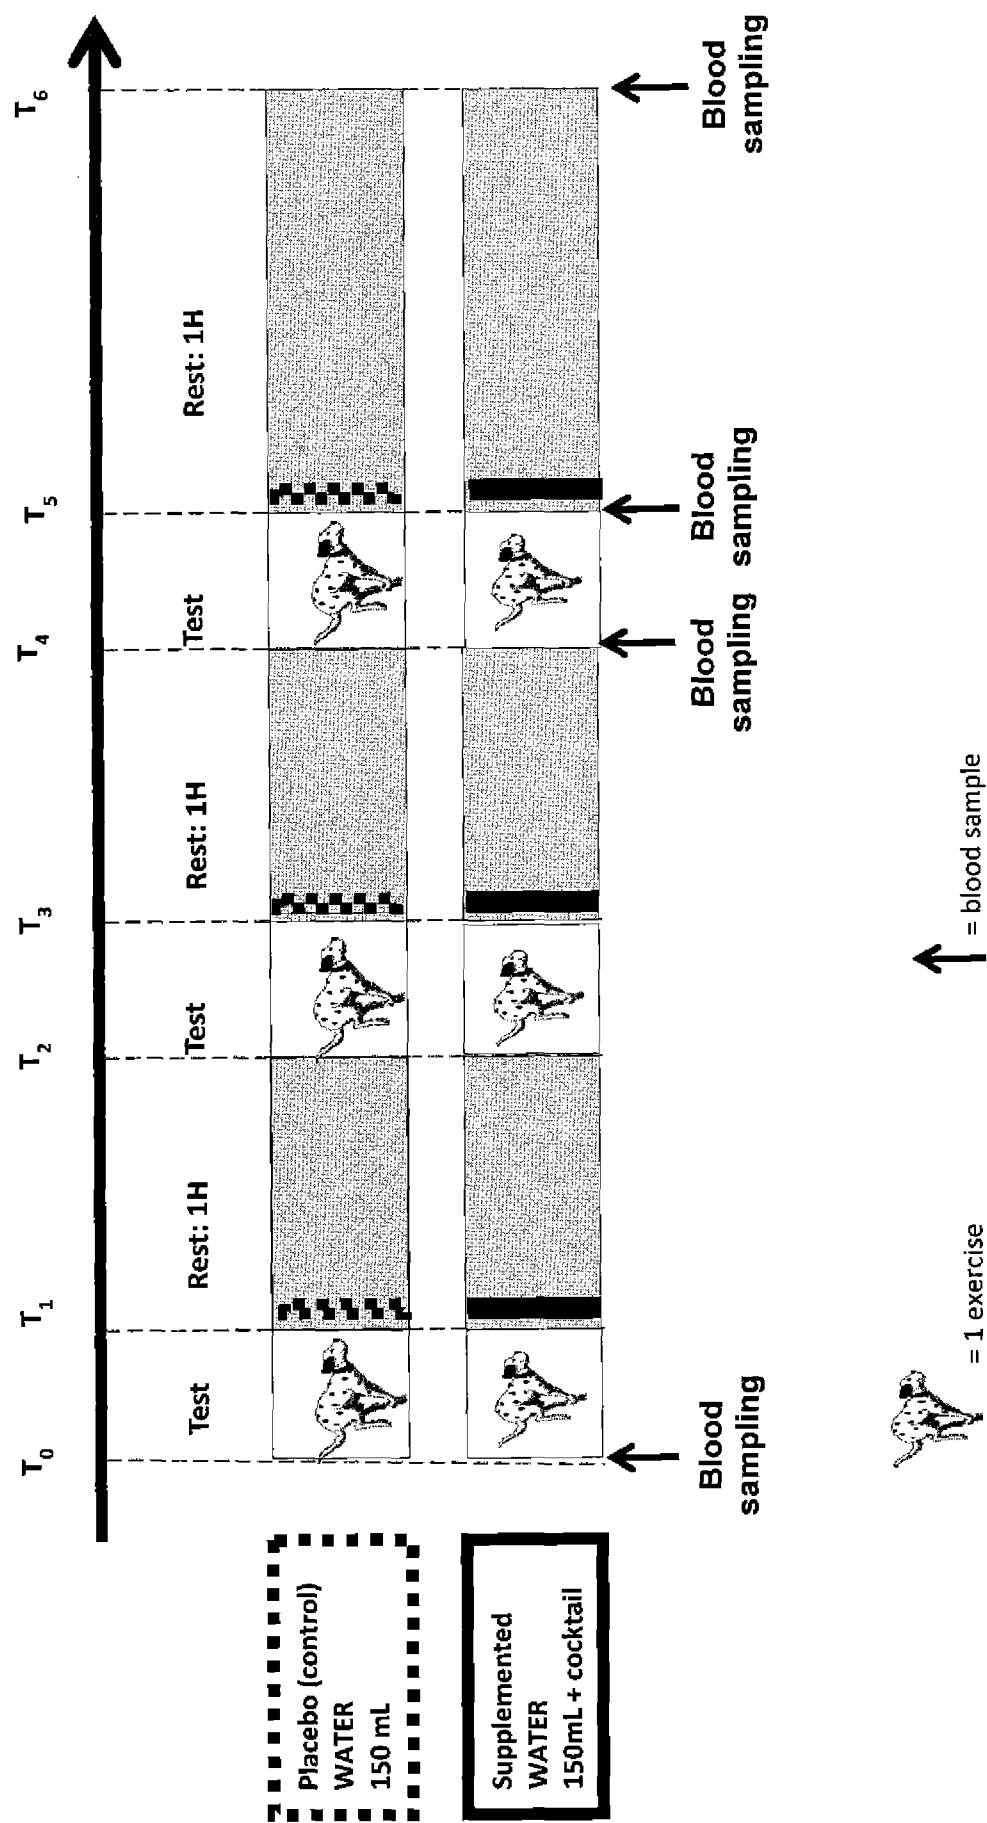 T0
T1
T2
T3
T4
T5
T6
Test
Rest: 1H
Test
Rest: 1H
Test
Rest: 1H
Placebo (control)
WATER
150 mL
Supplemented
WATER
150mL + cocktail
Blood
sampling
Blood
sampling
Blood
sampling
Blood
sampling
= 1 exercise
= blood sample